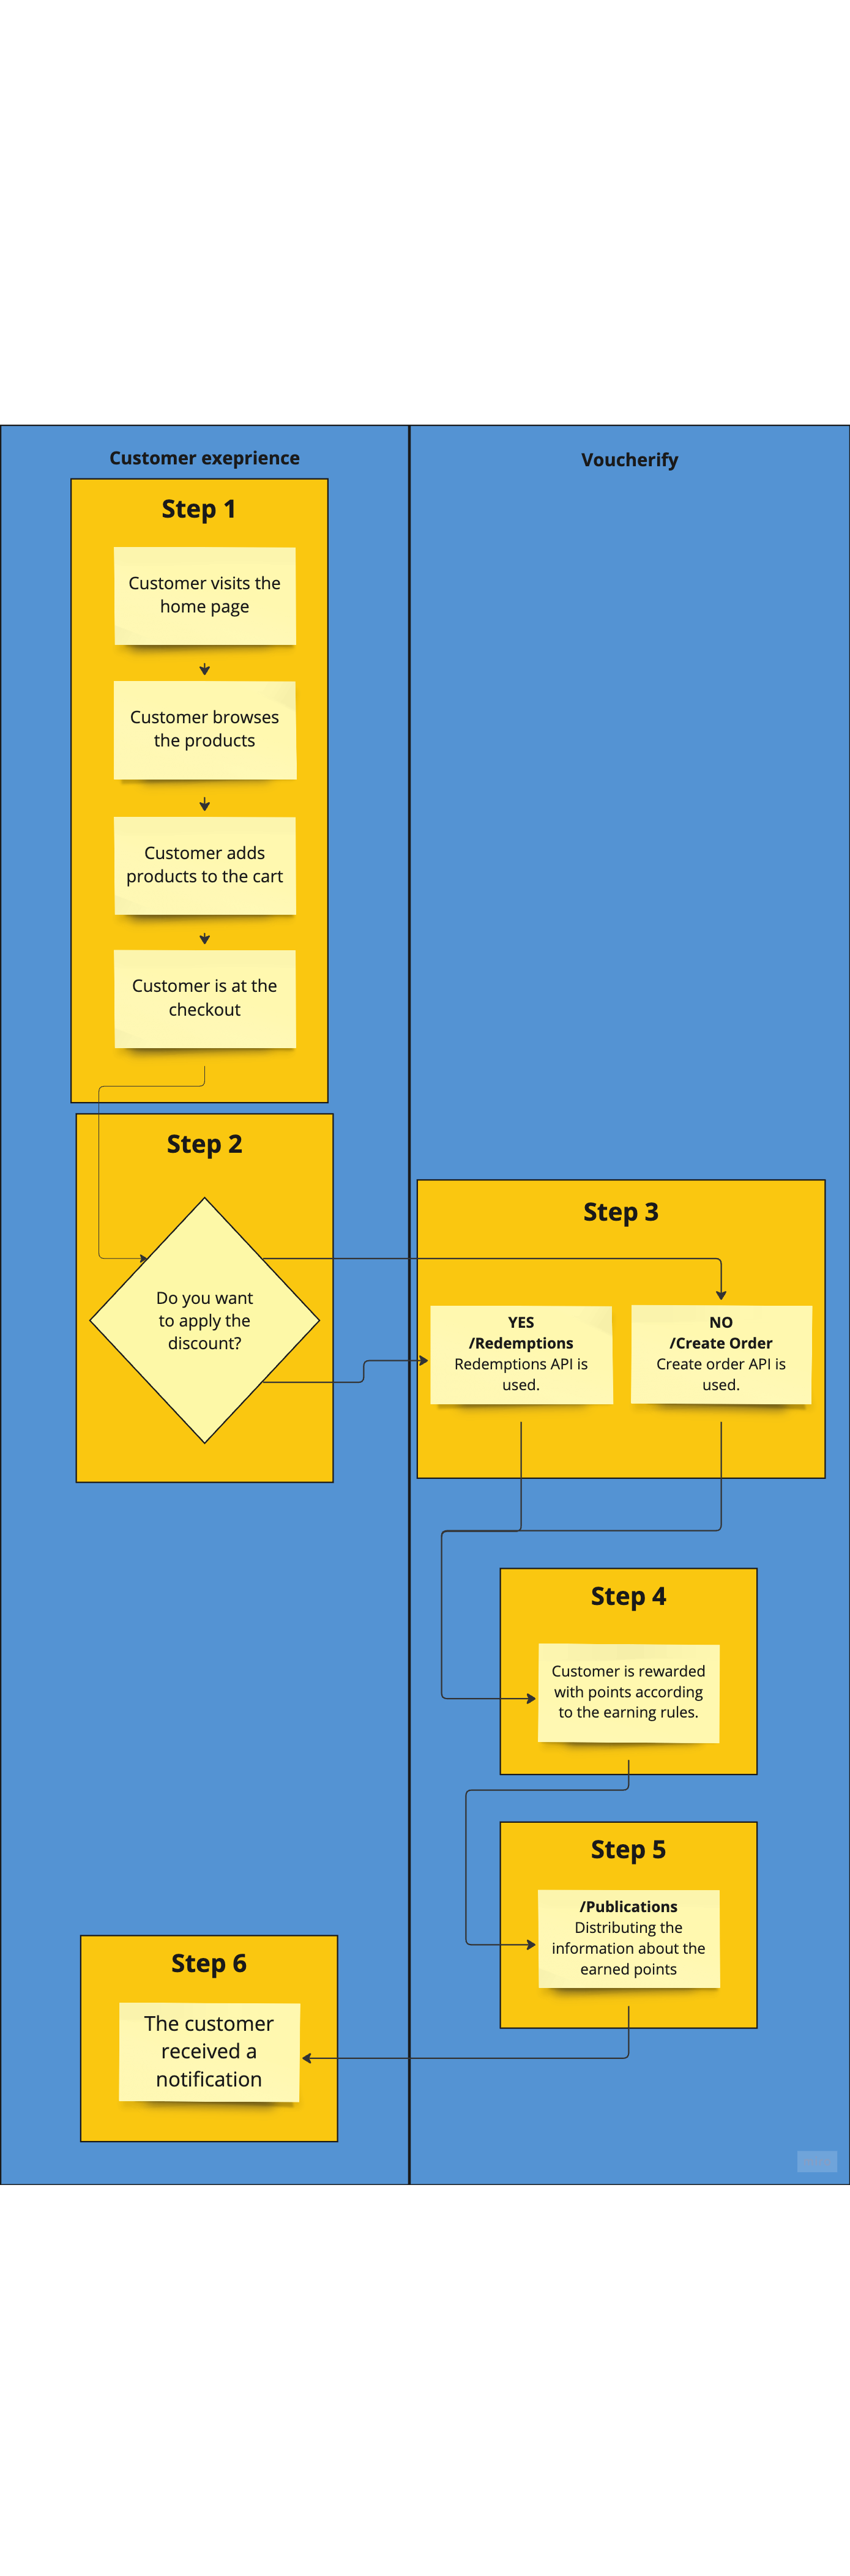 Customer exeprience
Voucherify
Step 1
Customer visits the
home page
Customer browses
the products
Customer adds
products to the cart
Customer is at the
checkout
Step 2
Do you want
to apply the
discount?
Step 3
YES
/Redemptions
Redemptions API is
used.
NO
/Create Order
Create order API is
used.
Step 4
Customer is rewarded
with points according
to the earning rules.
Step 5
/Publications
Distributing the
information about the
earned points
Step 6
The customer
received a
notification